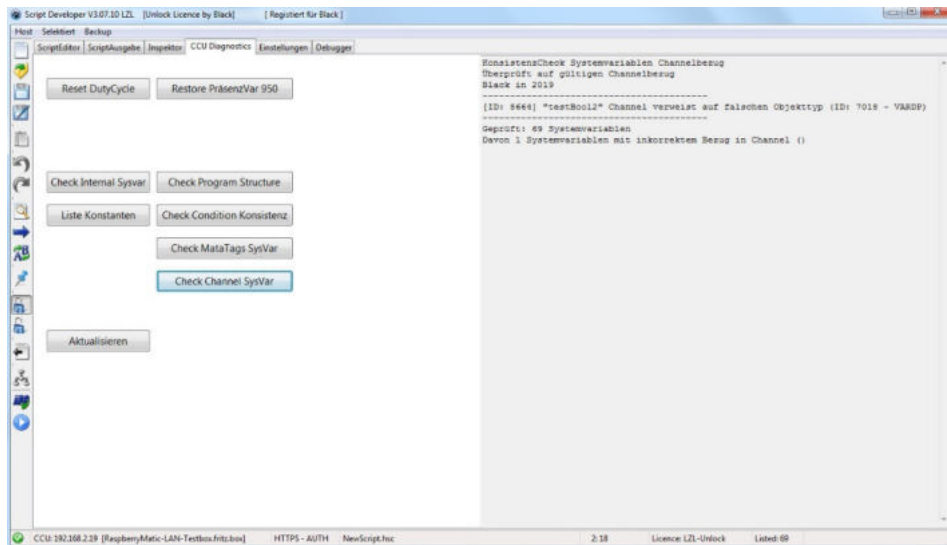 Script Developer V3.07.10 LZL [Unlock Licence by Black] [ Registiert für Black ]
Host Selektiert Backup
ScriptEditor ScriptAusgabe Inspektor CCU Diagnostics Einstellungen Debugger
Reset DutyCycle Restore PräsenzVar 950
Check Internal Sysvar Check Program Structure
Liste Konstanten Check Condition Konsistenz
Check MataTags SysVar
Check Channel SysVar
Aktualisieren
KonsistensCheck Systemvariablen Channelbezug
Überprüft auf gültigen Channelbezug
Black in 2019
----------------------------------------
[ID: 8664] "testBool2" Channel verweist auf falschen Objekttyp (ID: 7018 - VARDP)
----------------------------------------
Geprüft: 69 Systemvariablen
Davon 1 Systemvariablen mit inkorrektem Bezug in Channel ()
CCU: 192.168.2.19 [RaspberryMatic-LAN-Testbox.fritz.box] HTTPS - AUTH NewScript.hsc 2:18 Licence: LZL-Unlock Listed: 69